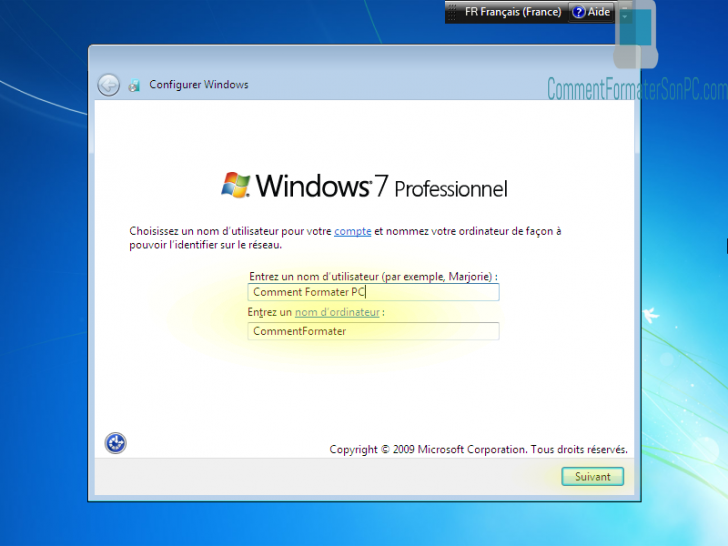 FR Français (France) ? Aide
CommentFormaterSonPC.com
Configurer Windows
Windows 7 Professionnel
Choisissez un nom d'utilisateur pour votre compte et nommez votre ordinateur de façon à
pouvoir l'identifier sur le réseau.
Entrez un nom d'utilisateur (par exemple, Marjorie) :
Comment Formater PC
Entrez un nom d'ordinateur :
CommentFormater
Copyright © 2009 Microsoft Corporation. Tous droits réservés.
Suivant